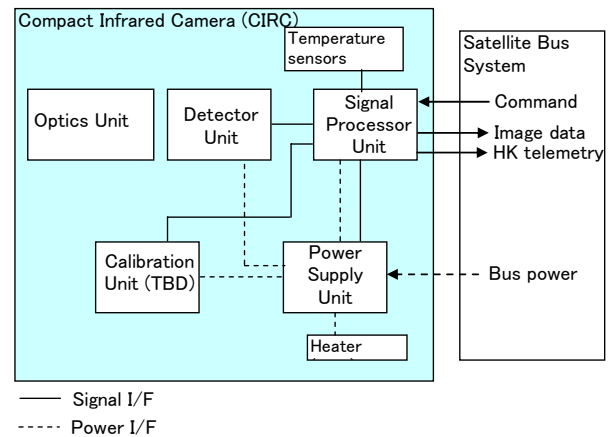 Compact Infrared Camera (CIRC)
Temperature
sensors
Satellite Bus
System
Optics Unit
Detector
Unit
Signal
Processor
Unit
Command
Image data
HK telemetry
Calibration
Unit (TBD)
Power
Supply
Unit
Bus power
Heater
Signal I/F
Power I/F